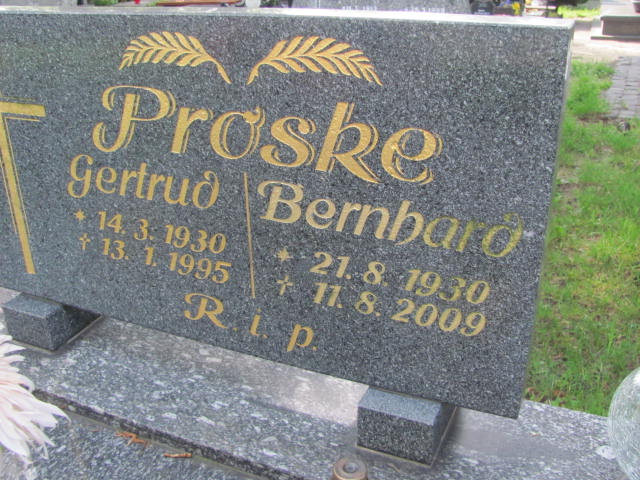 Proske
Gertrud
* 14. 3. 1930
† 13. 1. 1995
Bernhard
* 21. 8. 1930
† 11. 8. 2009
R. i. p.